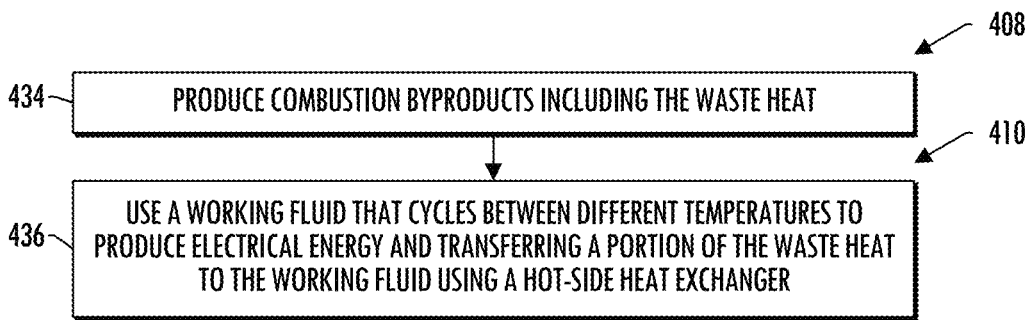 408
434
PRODUCE COMBUSTION BYPRODUCTS INCLUDING THE WASTE HEAT
410
436
USE A WORKING FLUID THAT CYCLES BETWEEN DIFFERENT TEMPERATURES TO
PRODUCE ELECTRICAL ENERGY AND TRANSFERRING A PORTION OF THE WASTE HEAT
TO THE WORKING FLUID USING A HOT-SIDE HEAT EXCHANGER